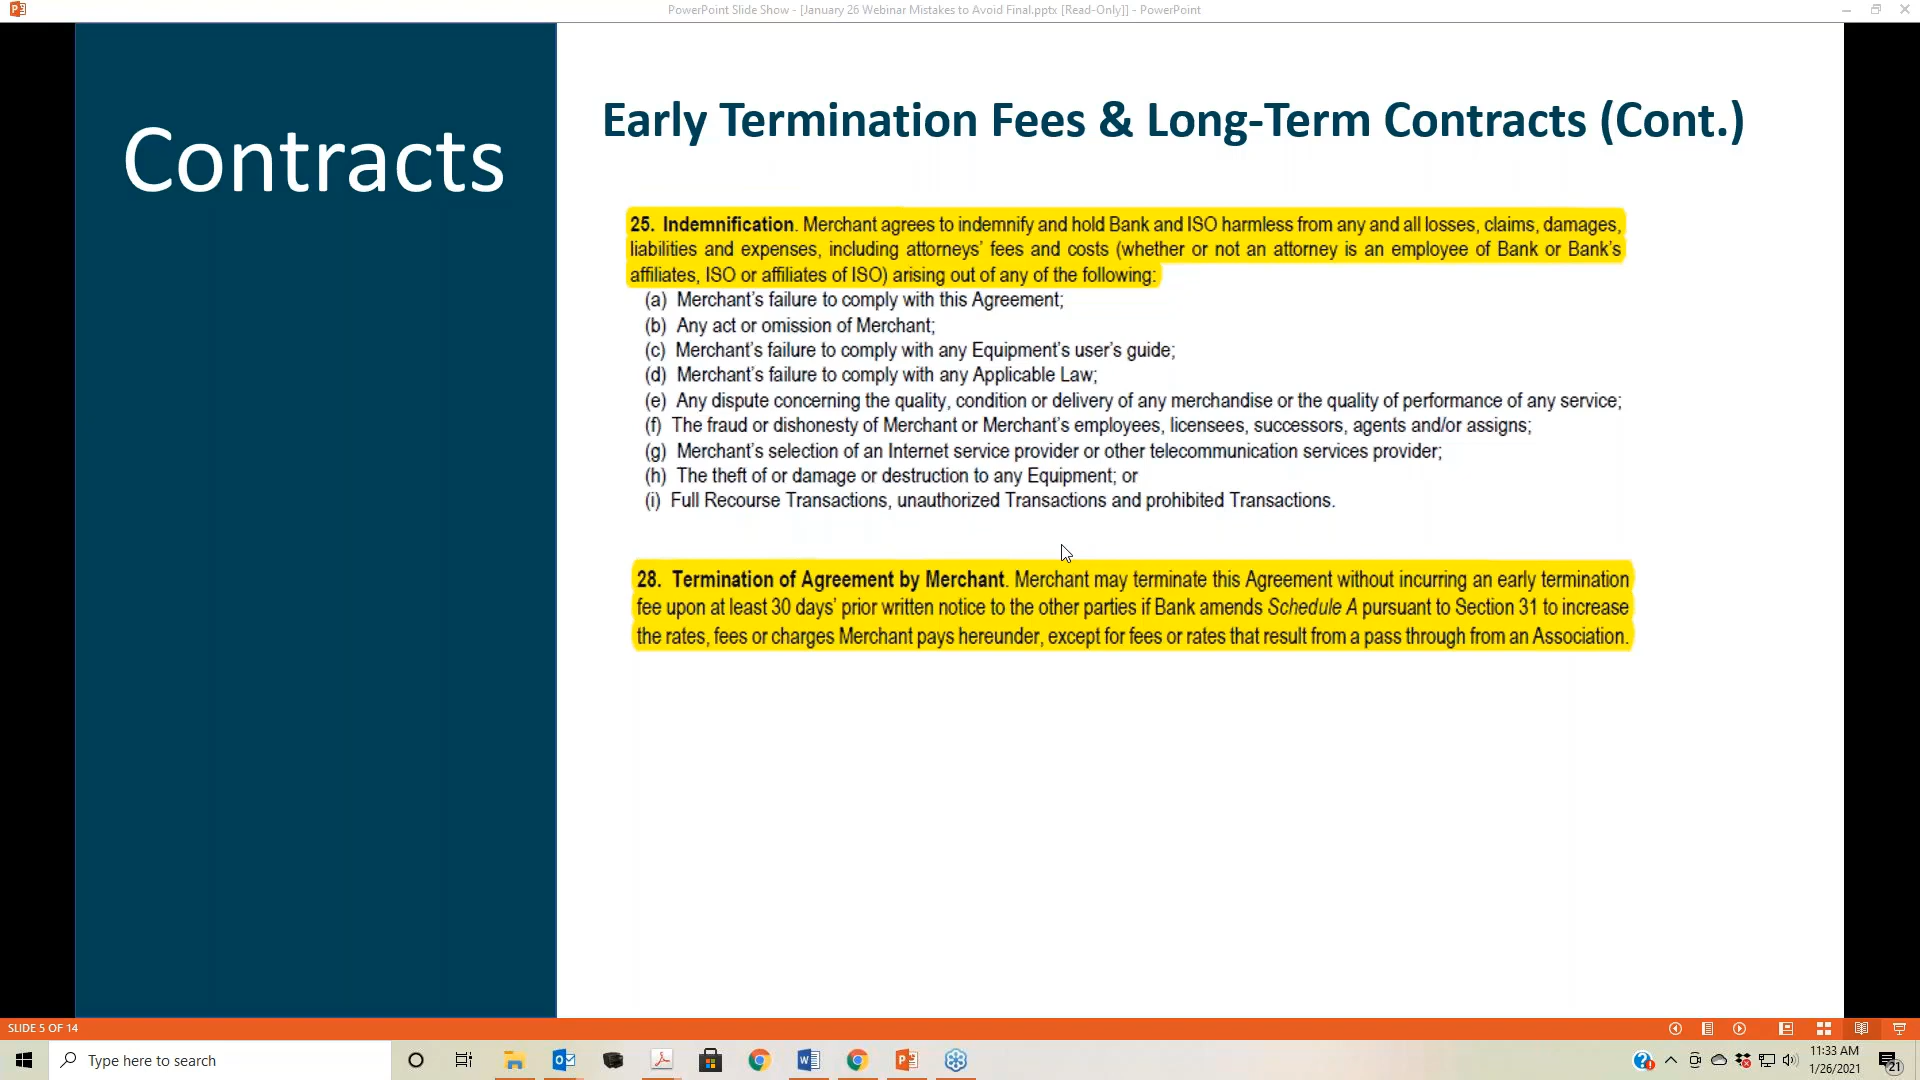 PowerPoint Slide Show - [January 26 Webinar Mistakes to Avoid Final.pptx [Read-Only]] - PowerPoint
Contracts
Early Termination Fees & Long-Term Contracts (Cont.)
25. Indemnification. Merchant agrees to indemnify and hold Bank and ISO harmless from any and all losses, claims, damages,
liabilities and expenses, including attorneys' fees and costs (whether or not an attorney is an employee of Bank or Bank's
affiliates, ISO or affiliates of ISO) arising out of any of the following:
(a) Merchant's failure to comply with this Agreement;
(b) Any act or omission of Merchant;
(c) Merchant's failure to comply with any Equipment's user's guide;
(d) Merchant's failure to comply with any Applicable Law;
(e) Any dispute concerning the quality, condition or delivery of any merchandise or the quality of performance of any service;
(f) The fraud or dishonesty of Merchant or Merchant's employees, licensees, successors, agents and/or assigns;
(g) Merchant's selection of an Internet service provider or other telecommunication services provider;
(h) The theft of or damage or destruction to any Equipment; or
(i) Full Recourse Transactions, unauthorized Transactions and prohibited Transactions.
28. Termination of Agreement by Merchant. Merchant may terminate this Agreement without incurring an early termination
fee upon at least 30 days' prior written notice to the other parties if Bank amends Schedule A pursuant to Section 31 to increase
the rates, fees or charges Merchant pays hereunder, except for fees or rates that result from a pass through from an Association.
SLIDE 5 OF 14
Type here to search
11:33 AM
1/26/2021
21